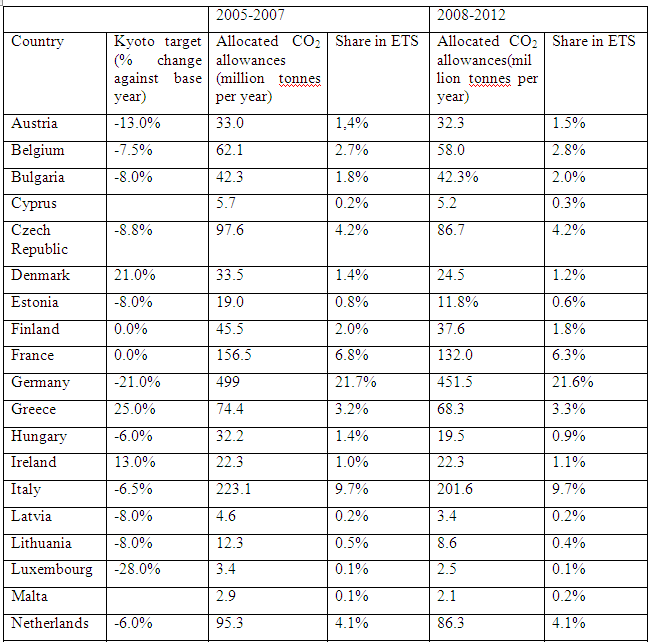 2005-2007 2008-2012
Country Kyoto target Allocated CO2 Share in ETS Allocated CO2 Share in ETS
(% change allowances allowances(mil
against base (million tonnes lion tonnes per
year) per year) year)
Austria -13.0% 33.0 1,4% 32.3 1.5%
Belgium -7.5% 62.1 2.7% 58.0 2.8%
Bulgaria -8.0% 42.3 1.8% 42.3% 2.0%
Cyprus 5.7 0.2% 5.2 0.3%
Czech -8.8% 97.6 4.2% 86.7 4.2%
Republic
Denmark 21.0% 33.5 1.4% 24.5 1.2%
Estonia -8.0% 19.0 0.8% 11.8% 0.6%
Finland 0.0% 45.5 2.0% 37.6 1.8%
France 0.0% 156.5 6.8% 132.0 6.3%
Germany -21.0% 499 21.7% 451.5 21.6%
Greece 25.0% 74.4 3.2% 68.3 3.3%
Hungary -6.0% 32.2 1.4% 19.5 0.9%
Ireland 13.0% 22.3 1.0% 22.3 1.1%
Italy -6.5% 223.1 9.7% 201.6 9.7%
Latvia -8.0% 4.6 0.2% 3.4 0.2%
Lithuania -8.0% 12.3 0.5% 8.6 0.4%
Luxembourg -28.0% 3.4 0.1% 2.5 0.1%
Malta 2.9 0.1% 2.1 0.2%
Netherlands -6.0% 95.3 4.1% 86.3 4.1%